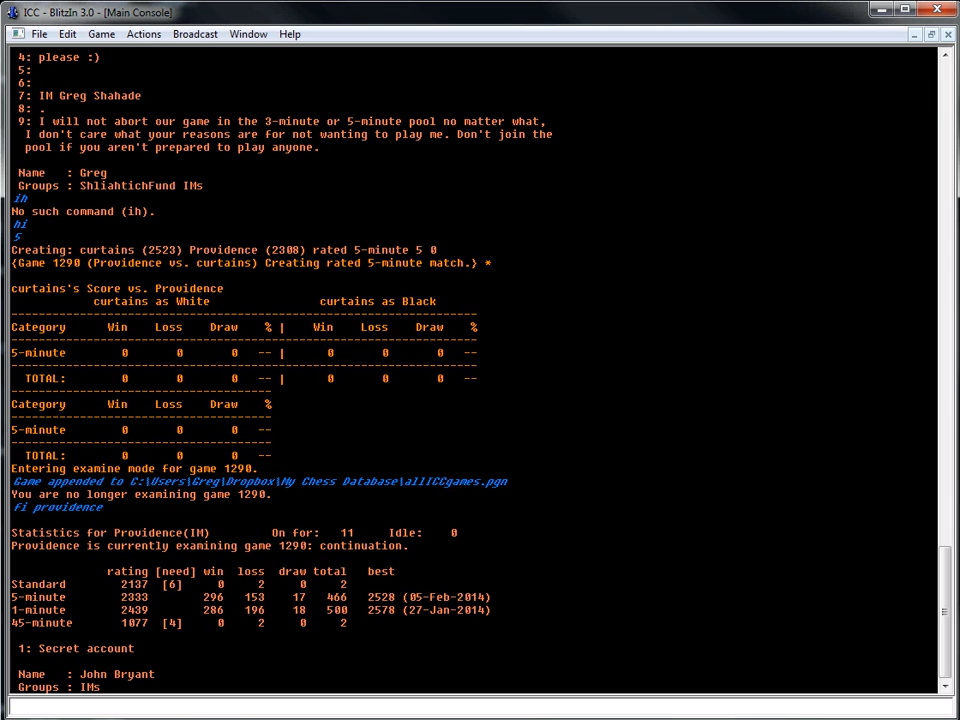 ICC - BlitzIn 3.0 - [Main Console]
File Edit Game Actions Broadcast Window Help
4: please :)
5:
6:
7: IM Greg Shahade
8: .
9: I will not abort our game in the 3-minute or 5-minute pool no matter what,
I don't care what your reasons are for not wanting to play me. Don't join the
pool if you aren't prepared to play anyone.
Name : Greg
Groups : ShliahtichFund IMs
ih
No such command (ih).
hi
5
Creating: curtains (2523) Providence (2308) rated 5-minute 5 0
{Game 1290 (Providence vs. curtains) Creating rated 5-minute match.} *
curtains's Score vs. Providence
curtains as White curtains as Black
-----------------------------------------------------------------
Category Win Loss Draw % | Win Loss Draw %
-----------------------------------------------------------------
5-minute 0 0 0 -- | 0 0 0 --
-----------------------------------------------------------------
TOTAL: 0 0 0 -- | 0 0 0 --
-------------------------------------
Category Win Loss Draw %
-------------------------------------
5-minute 0 0 0 --
-------------------------------------
TOTAL: 0 0 0 --
Entering examine mode for game 1290.
Game appended to C:\Users\Greg\Dropbox\My Chess Database\allICCgames.pgn
You are no longer examining game 1290.
fi providence
Statistics for Providence(IM) On for: 11 Idle: 0
Providence is currently examining game 1290: continuation.
rating [need] win loss draw total best
Standard 2137 [6] 0 2 0 2
5-minute 2333 296 153 17 466 2528 (05-Feb-2014)
1-minute 2439 286 196 18 500 2578 (27-Jan-2014)
45-minute 1077 [4] 0 2 0 2
1: Secret account
Name : John Bryant
Groups : IMs